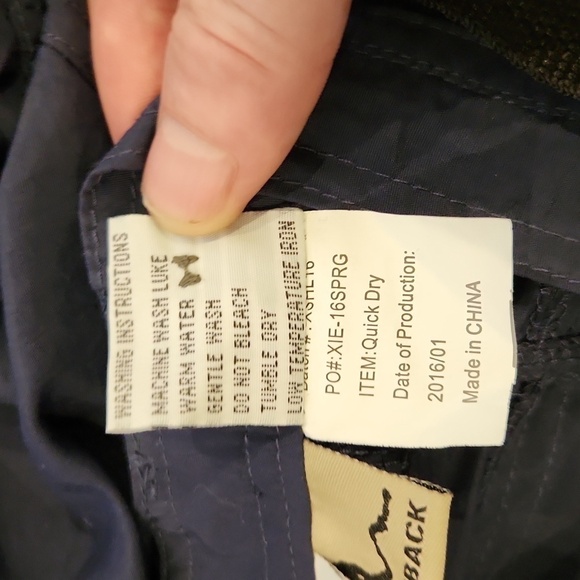 WASHING INSTRUCTIONS
MACHINE WASH LUKE
WARM WATER
GENTLE WASH
DO NOT BLEACH
TUMBLE DRY
LOW TEMPERATURE IRON
PO#:XIE-16SPRG
ITEM:Quick Dry
Date of Production:
2016/01
Made in CHINA
BACK